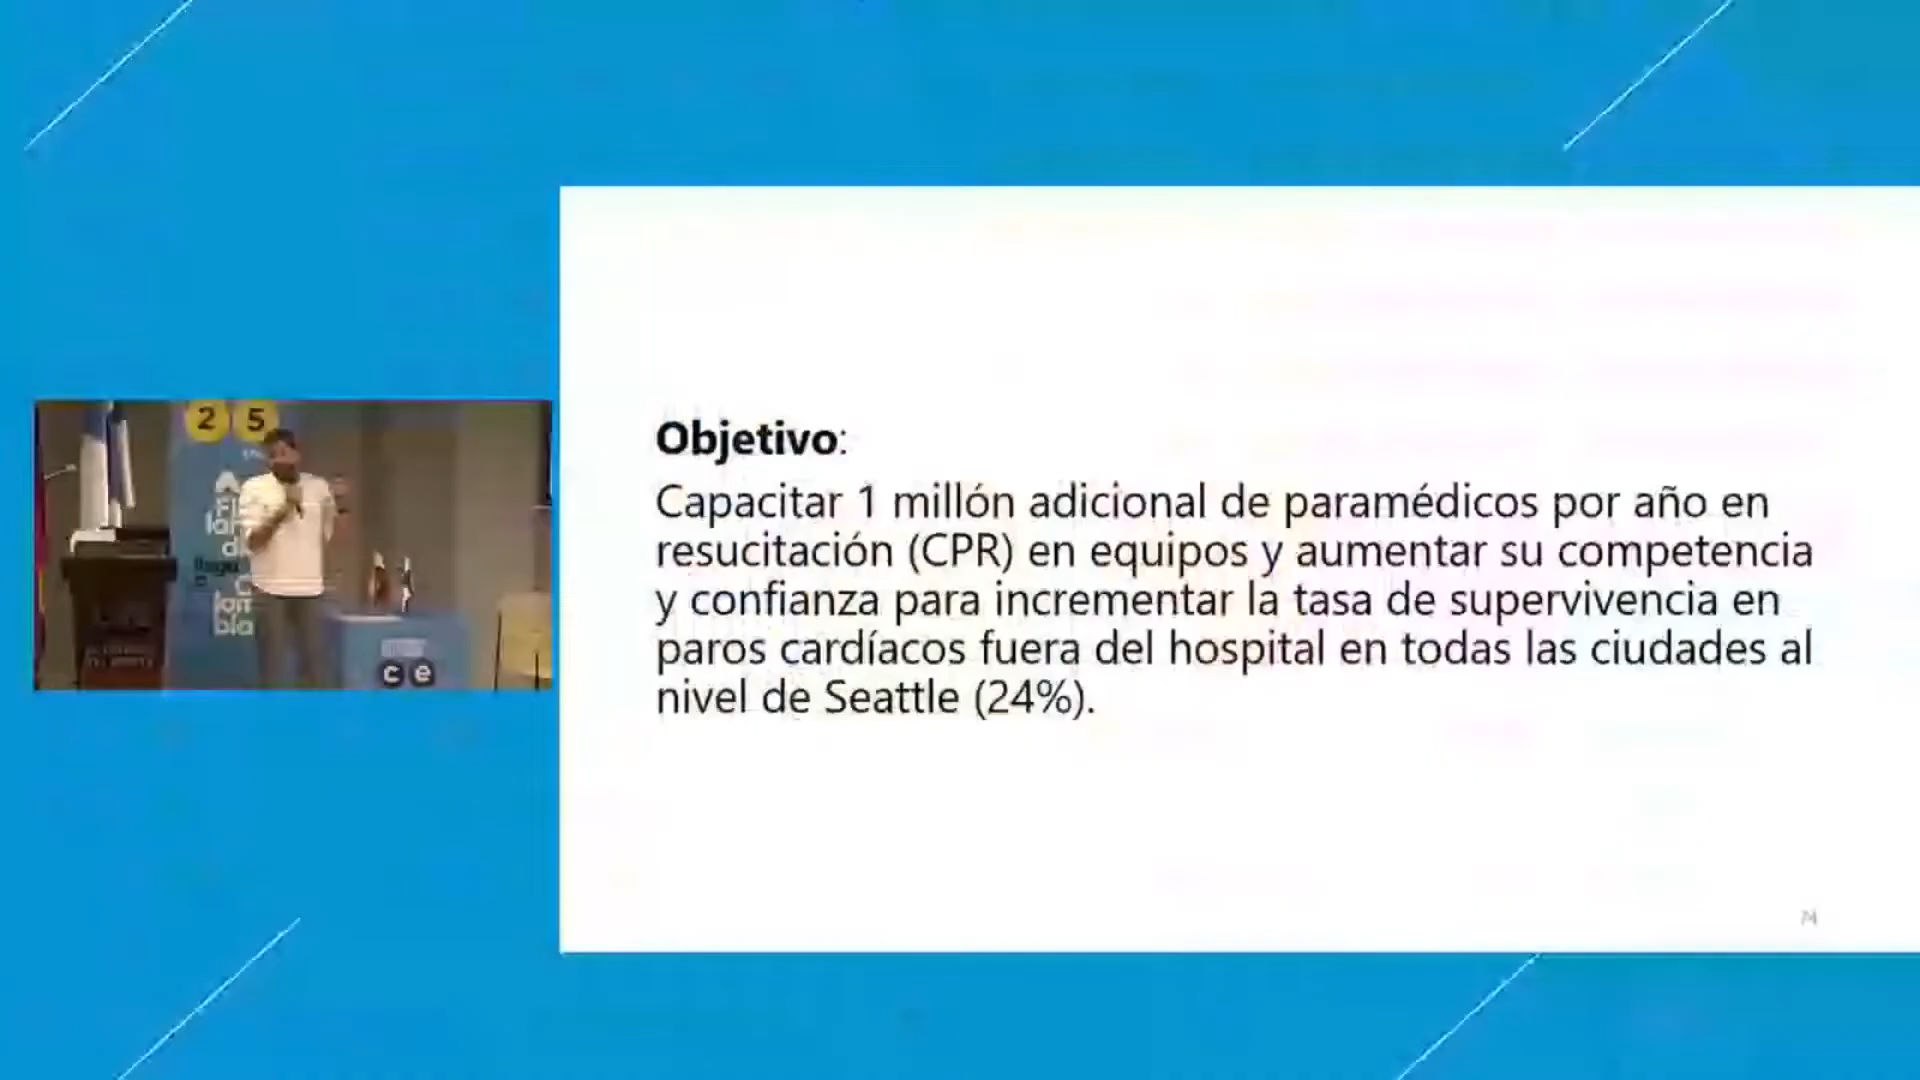 2 5
Objetivo:
Capacitar 1 millón adicional de paramédicos por año en
resucitación (CPR) en equipos y aumentar su competencia
y confianza para incrementar la tasa de supervivencia en
paros cardíacos fuera del hospital en todas las ciudades al
nivel de Seattle (24%).
c e
74